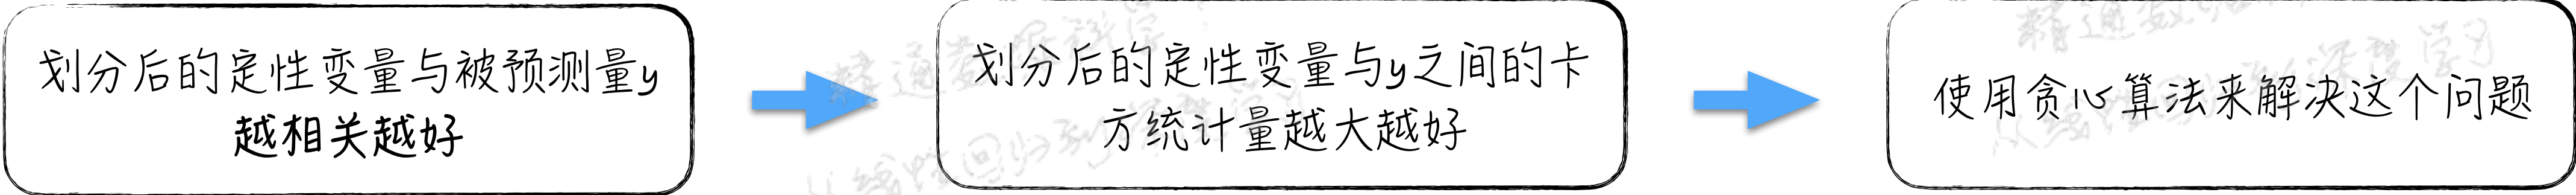 划分后的定性变量与被预测量y
越相关越好
划分后的定性变量与y之间的卡
方统计量越大越好
使用贪心算法来解决这个问题